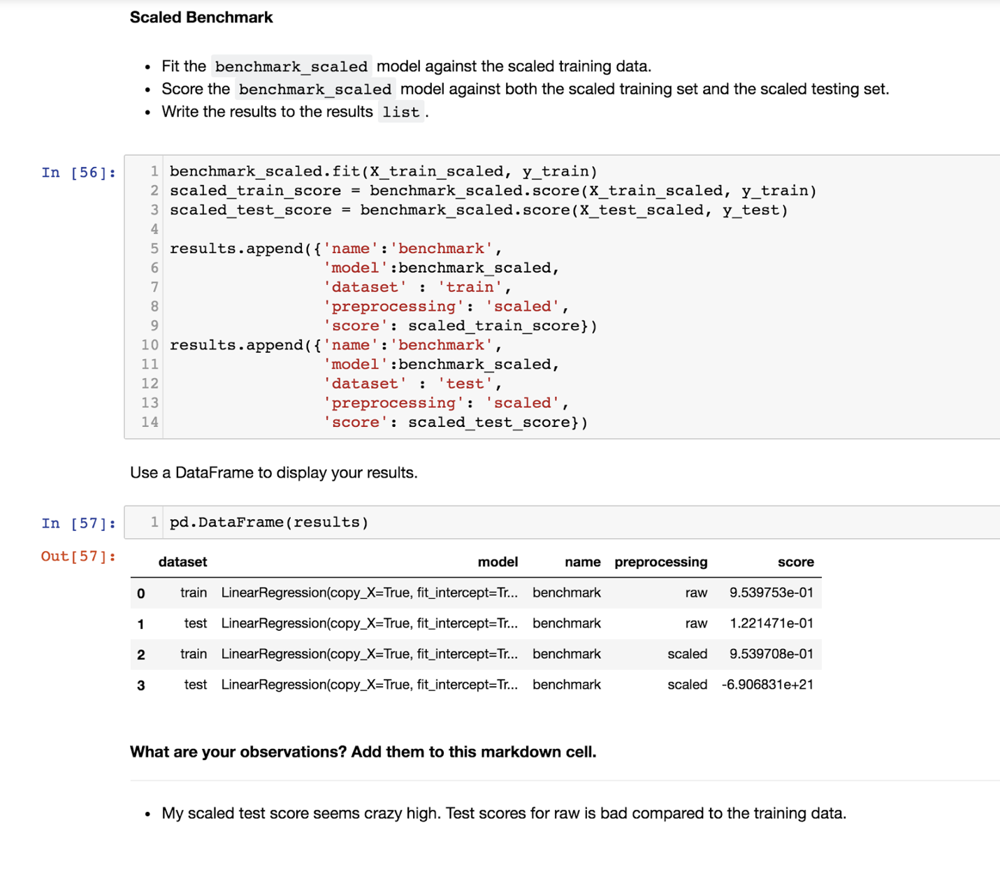 Scaled Benchmark
• Fit the benchmark_scaled model against the scaled training data.
• Score the benchmark_scaled model against both the scaled training set and the scaled testing set.
• Write the results to the results list .
In [56]:
1 benchmark_scaled.fit(X_train_scaled, y_train)
2 scaled_train_score = benchmark_scaled.score(X_train_scaled, y_train)
3 scaled_test_score = benchmark_scaled.score(X_test_scaled, y_test)
4
5 results.append({'name':'benchmark',
6 'model':benchmark_scaled,
7 'dataset' : 'train',
8 'preprocessing': 'scaled',
9 'score': scaled_train_score})
10 results.append({'name':'benchmark',
11 'model':benchmark_scaled,
12 'dataset' : 'test',
13 'preprocessing': 'scaled',
14 'score': scaled_test_score})
Use a DataFrame to display your results.
In [57]: 1 pd.DataFrame(results)
Out[57]:
dataset model name preprocessing score
0 train LinearRegression(copy_X=True, fit_intercept=Tr... benchmark raw 9.539753e-01
1 test LinearRegression(copy_X=True, fit_intercept=Tr... benchmark raw 1.221471e-01
2 train LinearRegression(copy_X=True, fit_intercept=Tr... benchmark scaled 9.539708e-01
3 test LinearRegression(copy_X=True, fit_intercept=Tr... benchmark scaled -6.906831e+21
What are your observations? Add them to this markdown cell.
• My scaled test score seems crazy high. Test scores for raw is bad compared to the training data.